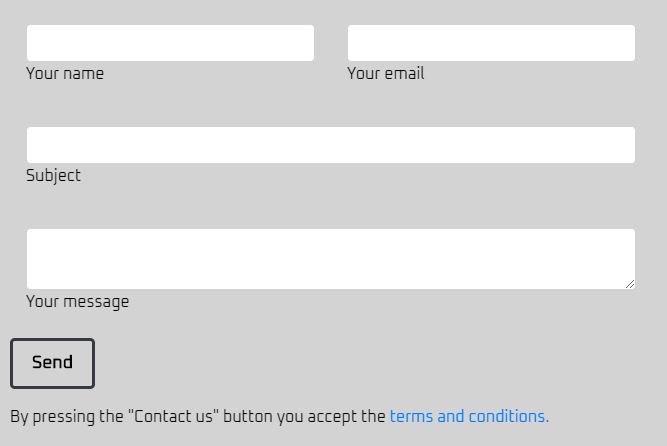 Your name Your email
Subject
Your message
Send
By pressing the "Contact us" button you accept the terms and conditions.